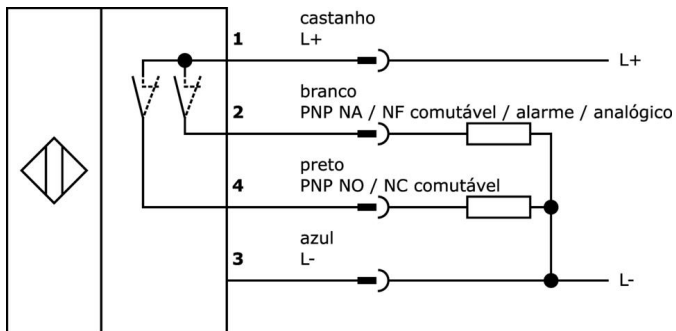 castanho
1 L+
L+
branco
2 PNP NA / NF comutável / alarme / analógico
preto
4 PNP NO / NC comutável
azul
3 L-
L-